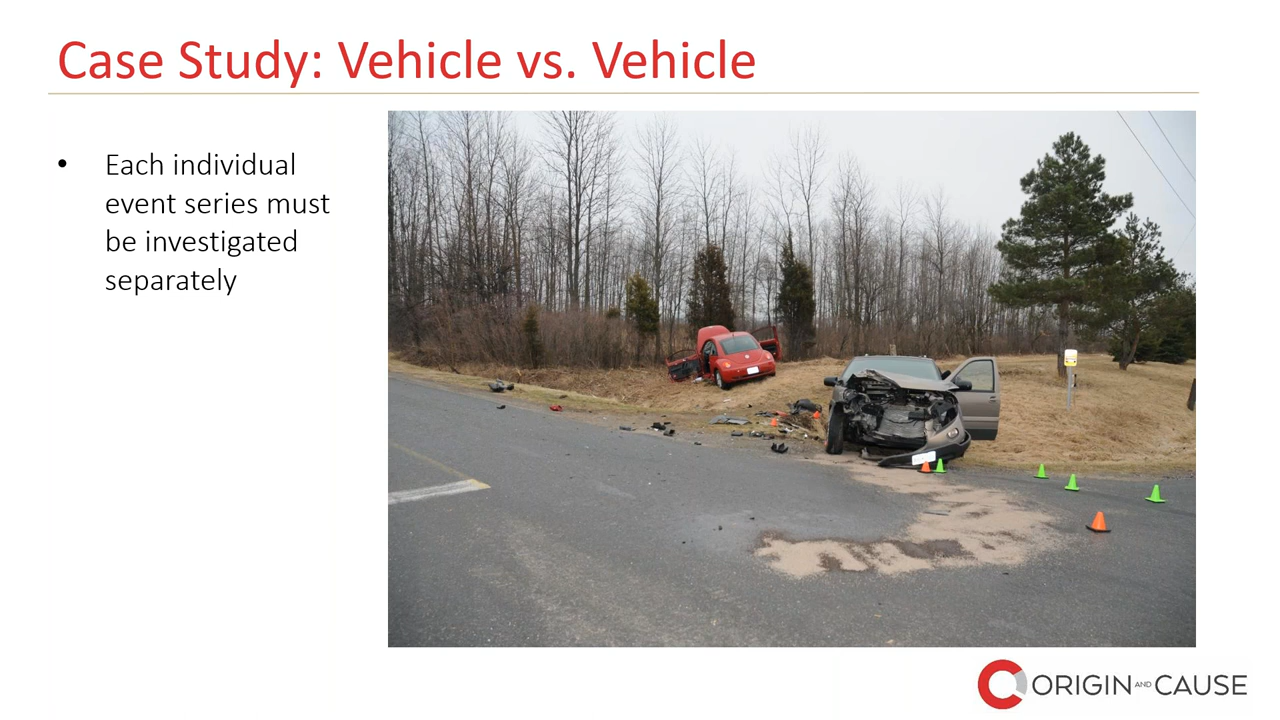 Case Study: Vehicle vs. Vehicle
• Each individual
event series must
be investigated
separately
ORIGIN AND CAUSE